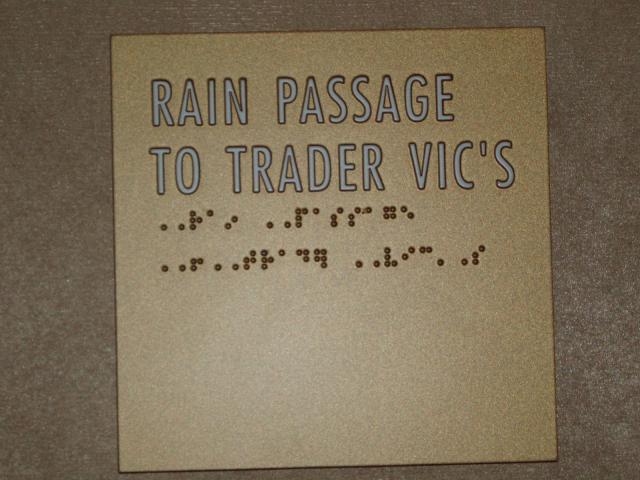 RAIN PASSAGE
TO TRADER VIC'S